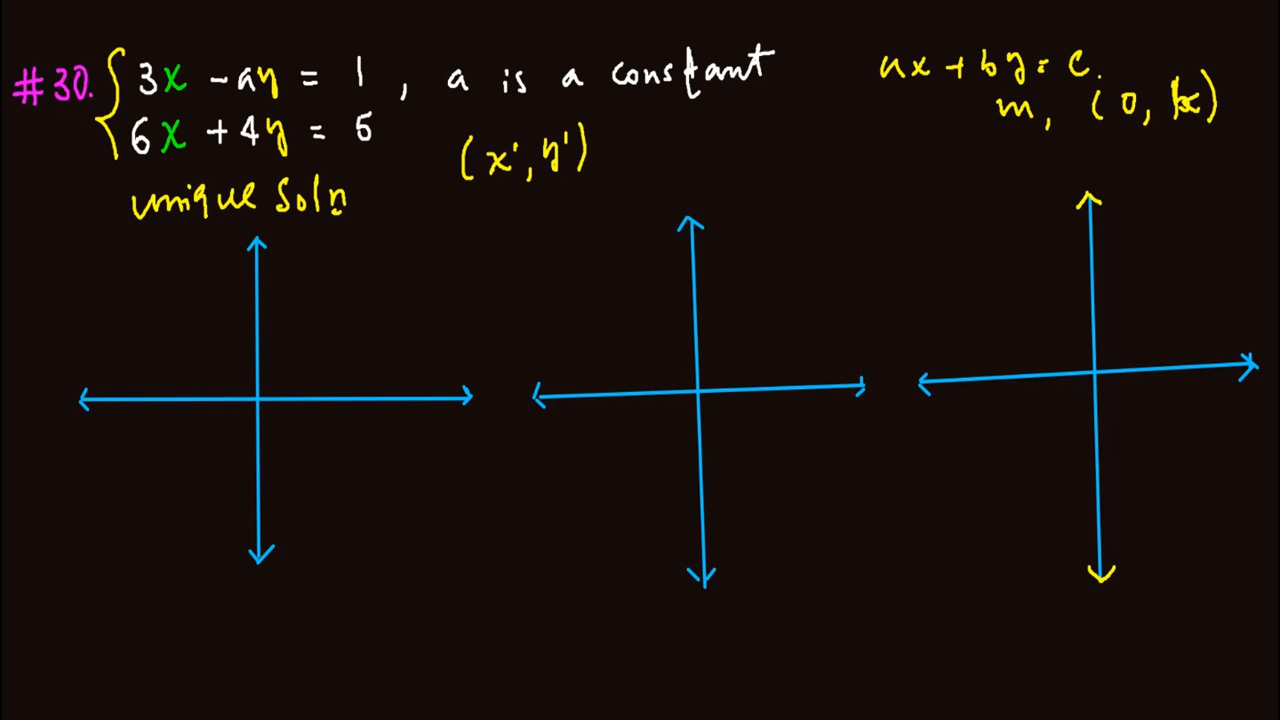 #30. { 3x - ay = 1 , a is a constant
6x + 4y = 5
(x', y')
unique soln
ax + by = c.
m, (0, )